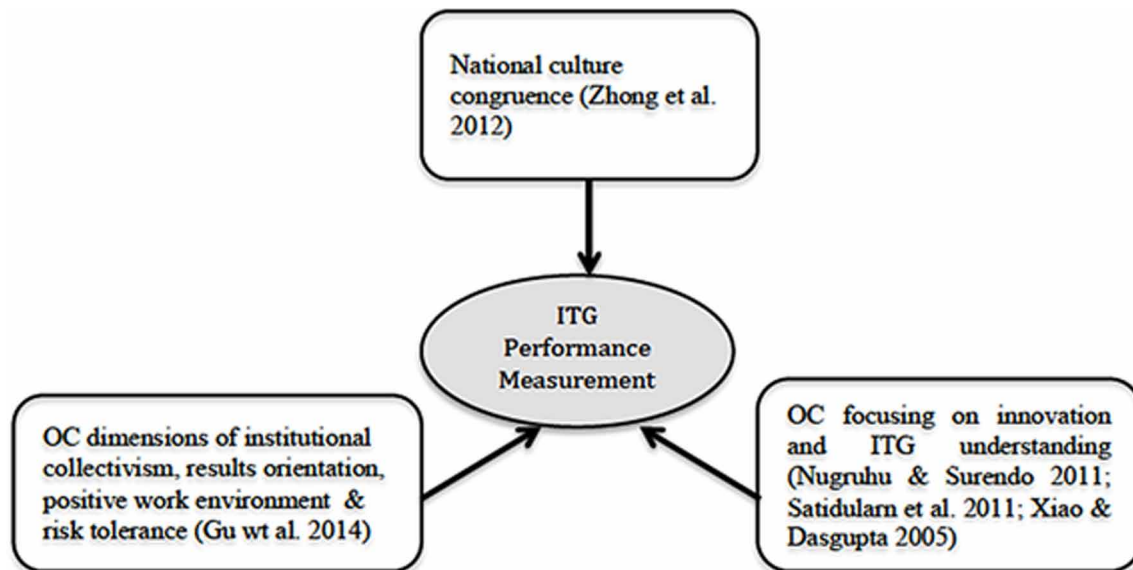 National culture
congruence (Zhong et al.
2012)
ITG
Performance
Measurement
OC dimensions of institutional
collectivism, results orientation,
positive work environment &
risk tolerance (Gu wt al. 2014)
OC focusing on innovation
and ITG understanding
(Nugruhu & Surendo 2011;
Satidularn et al. 2011; Xiao &
Dasgupta 2005)